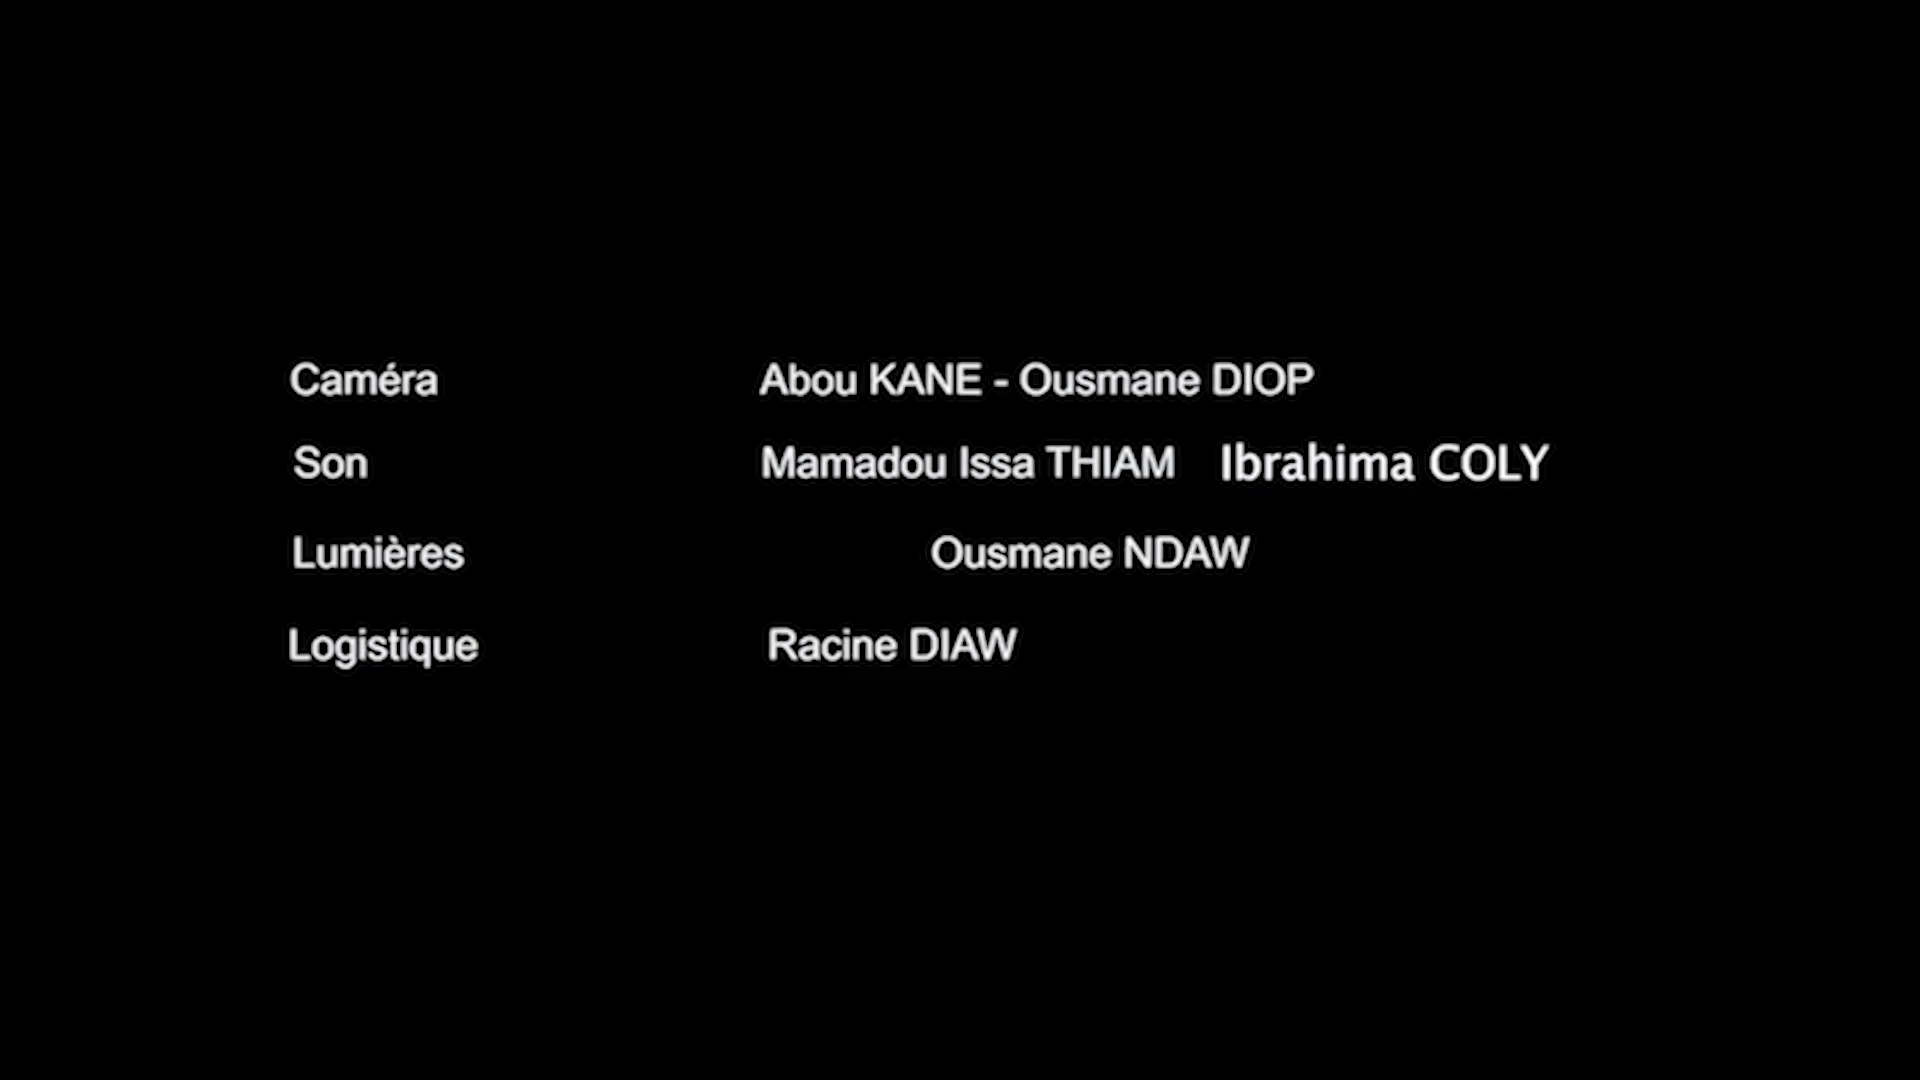 Caméra Abou KANE - Ousmane DIOP
Son Mamadou Issa THIAM Ibrahima COLY
Lumières Ousmane NDAW
Logistique Racine DIAW